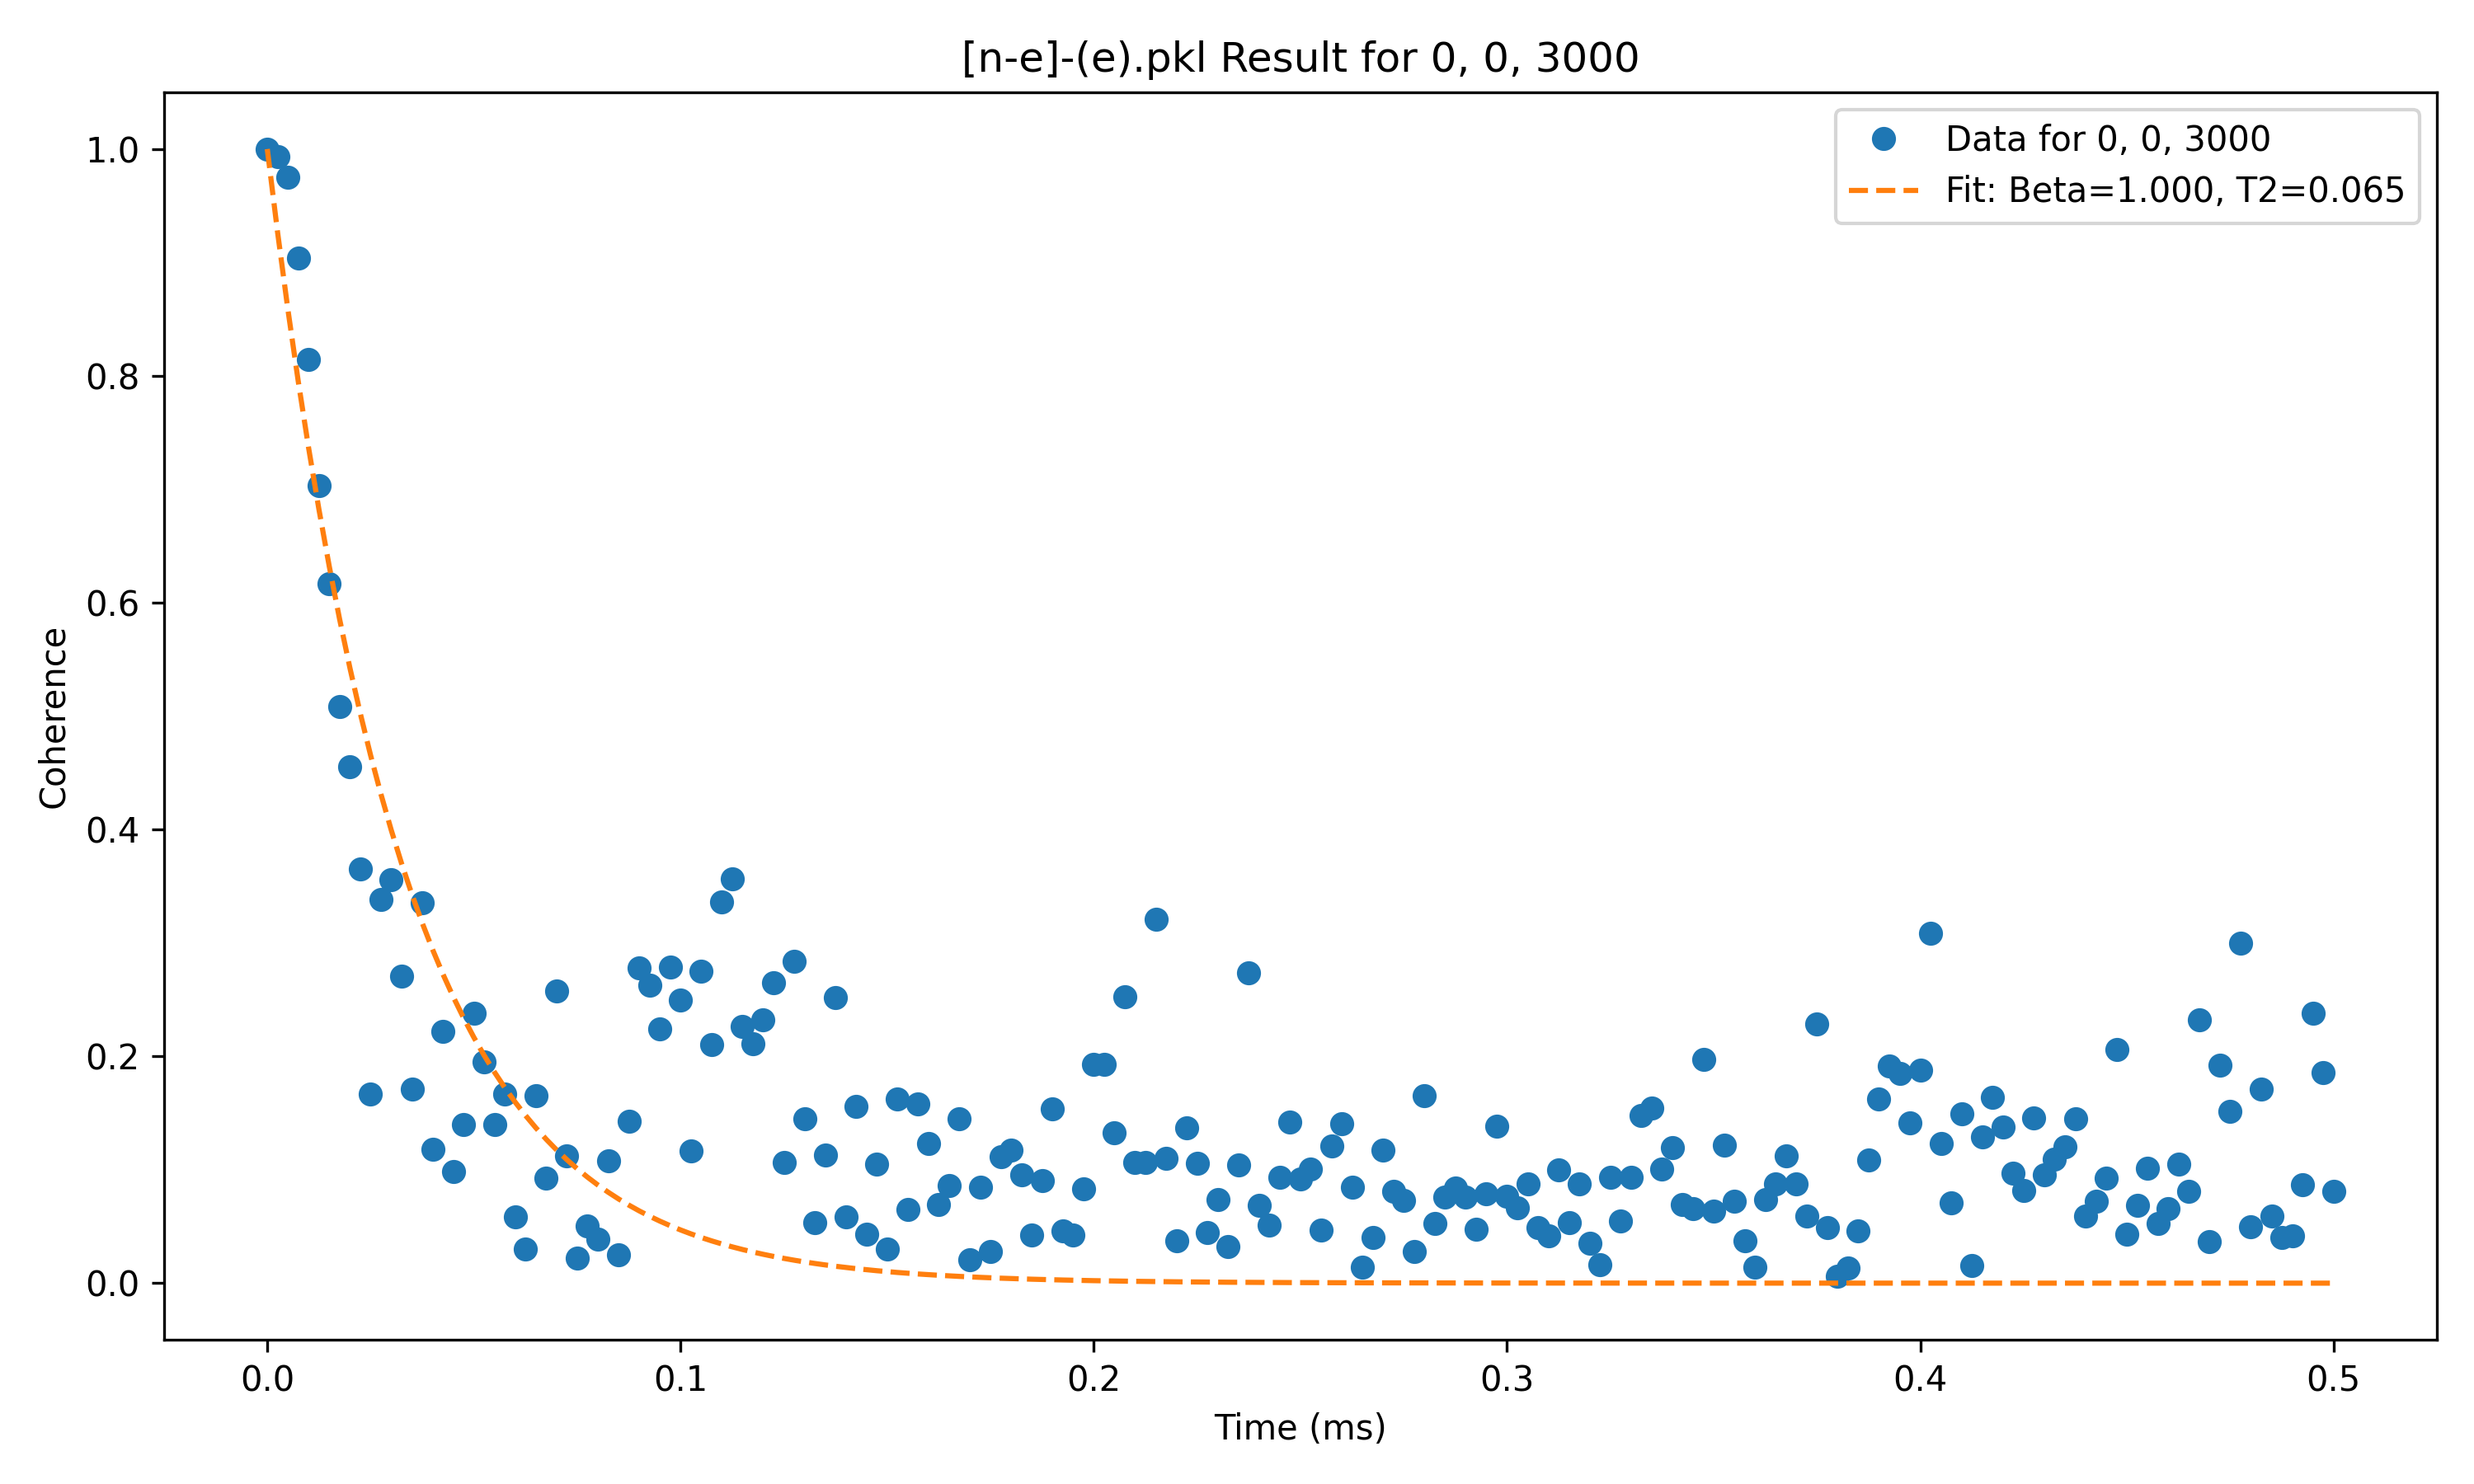 [n-e]-(e).pkl Result for 0, 0, 3000
Data for 0, 0, 3000
Fit: Beta=1.000, T2=0.065
Coherence
1.0
0.8
0.6
0.4
0.2
0.0
0.0 0.1 0.2 0.3 0.4 0.5
Time (ms)